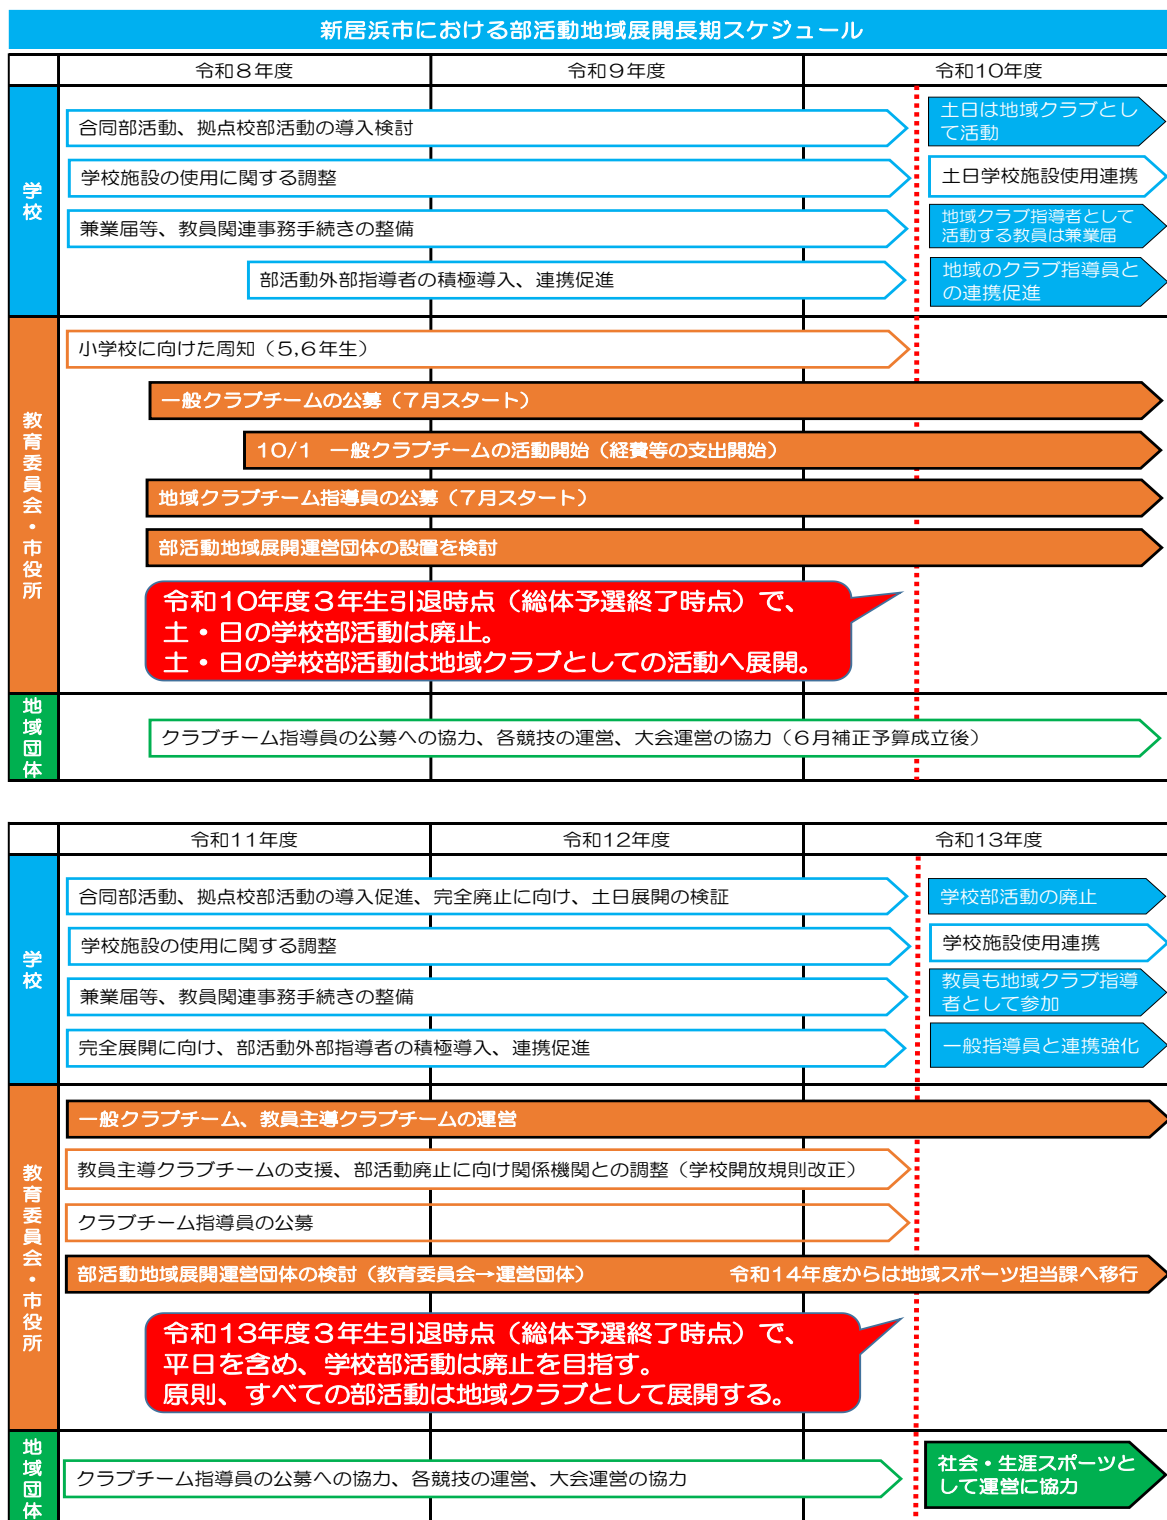 新居浜市における部活動地域展開長期スケジュール
令和８年度
令和９年度
令和10年度
学校
合同部活動、拠点校部活動の導入検討
土日は地域クラブとし
て活動
学校施設の使用に関する調整
土日学校施設使用連携
兼業届等、教員関連事務手続きの整備
地域クラブ指導者として
活動する教員は兼業届
部活動外部指導者の積極導入、連携促進
地域のクラブ指導員と
の連携促進
教育委員会・市役所
小学校に向けた周知（5,６年生）
一般クラブチームの公募（７月スタート）
10/1　一般クラブチームの活動開始（経費等の支出開始）
地域クラブチーム指導員の公募（７月スタート）
部活動地域展開運営団体の設置を検討
令和10年度３年生引退時点（総体予選終了時点）で、
土・日の学校部活動は廃止。
土・日の学校部活動は地域クラブとしての活動へ展開。
地域団体
クラブチーム指導員の公募への協力、各競技の運営、大会運営の協力（６月補正予算成立後）
令和11年度
令和12年度
令和13年度
学校
合同部活動、拠点校部活動の導入促進、完全廃止に向け、土日展開の検証
学校部活動の廃止
学校施設の使用に関する調整
学校施設使用連携
兼業届等、教員関連事務手続きの整備
教員も地域クラブ指導
者として参加
完全展開に向け、部活動外部指導者の積極導入、連携促進
一般指導員と連携強化
教育委員会・市役所
一般クラブチーム、教員主導クラブチームの運営
教員主導クラブチームの支援、部活動廃止に向け関係機関との調整（学校開放規則改正）
クラブチーム指導員の公募
部活動地域展開運営団体の検討（教育委員会→運営団体）
令和14年度からは地域スポーツ担当課へ移行
令和13年度３年生引退時点（総体予選終了時点）で、
平日を含め、学校部活動は廃止を目指す。
原則、すべての部活動は地域クラブとして展開する。
地域団体
クラブチーム指導員の公募への協力、各競技の運営、大会運営の協力
社会・生涯スポーツと
して運営に協力